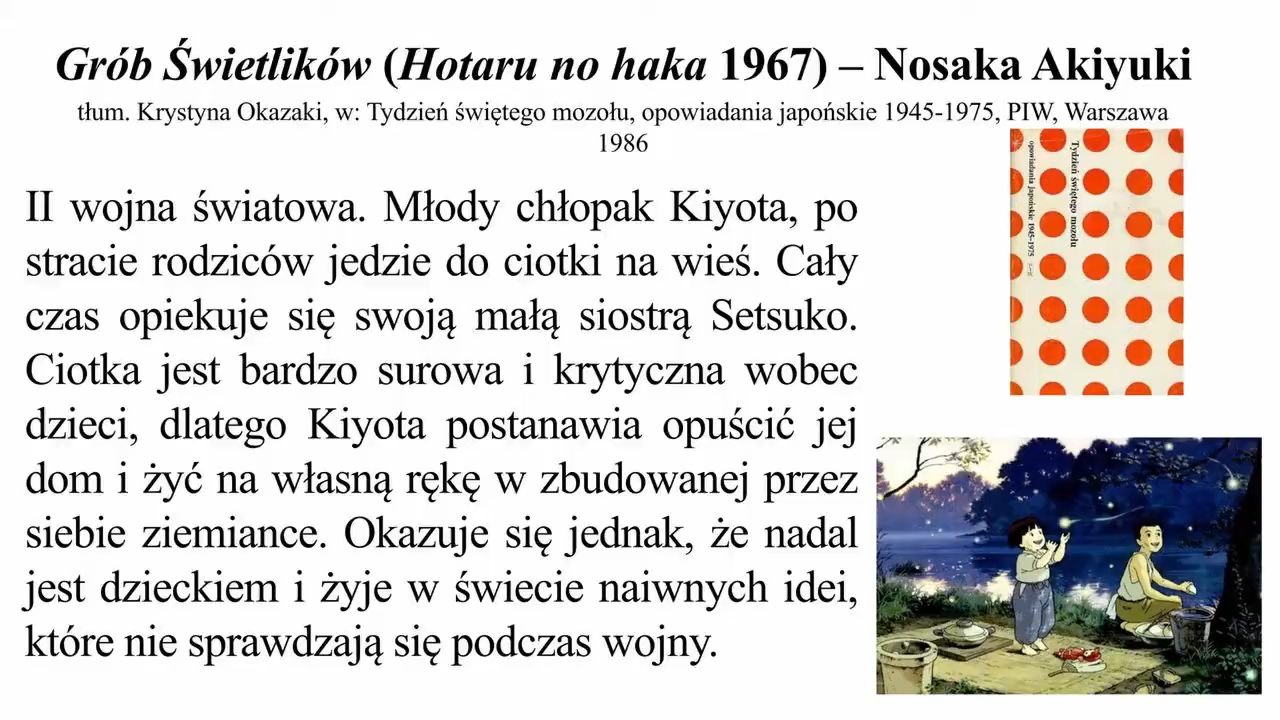 Grób Świetlików (Hotaru no haka 1967) – Nosaka Akiyuki
tłum. Krystyna Okazaki, w: Tydzień świętego mozołu, opowiadania japońskie 1945-1975, PIW, Warszawa
1986
II wojna światowa. Młody chłopak Kiyota, po
stracie rodziców jedzie do ciotki na wieś. Cały
czas opiekuje się swoją małą siostrą Setsuko.
Ciotka jest bardzo surowa i krytyczna wobec
dzieci, dlatego Kiyota postanawia opuścić jej
dom i żyć na własną rękę w zbudowanej przez
siebie ziemiance. Okazuje się jednak, że nadal
jest dzieckiem i żyje w świecie naiwnych idei,
które nie sprawdzają się podczas wojny.
Tydzień świętego mozołu
opowiadania japońskie 1945-1975